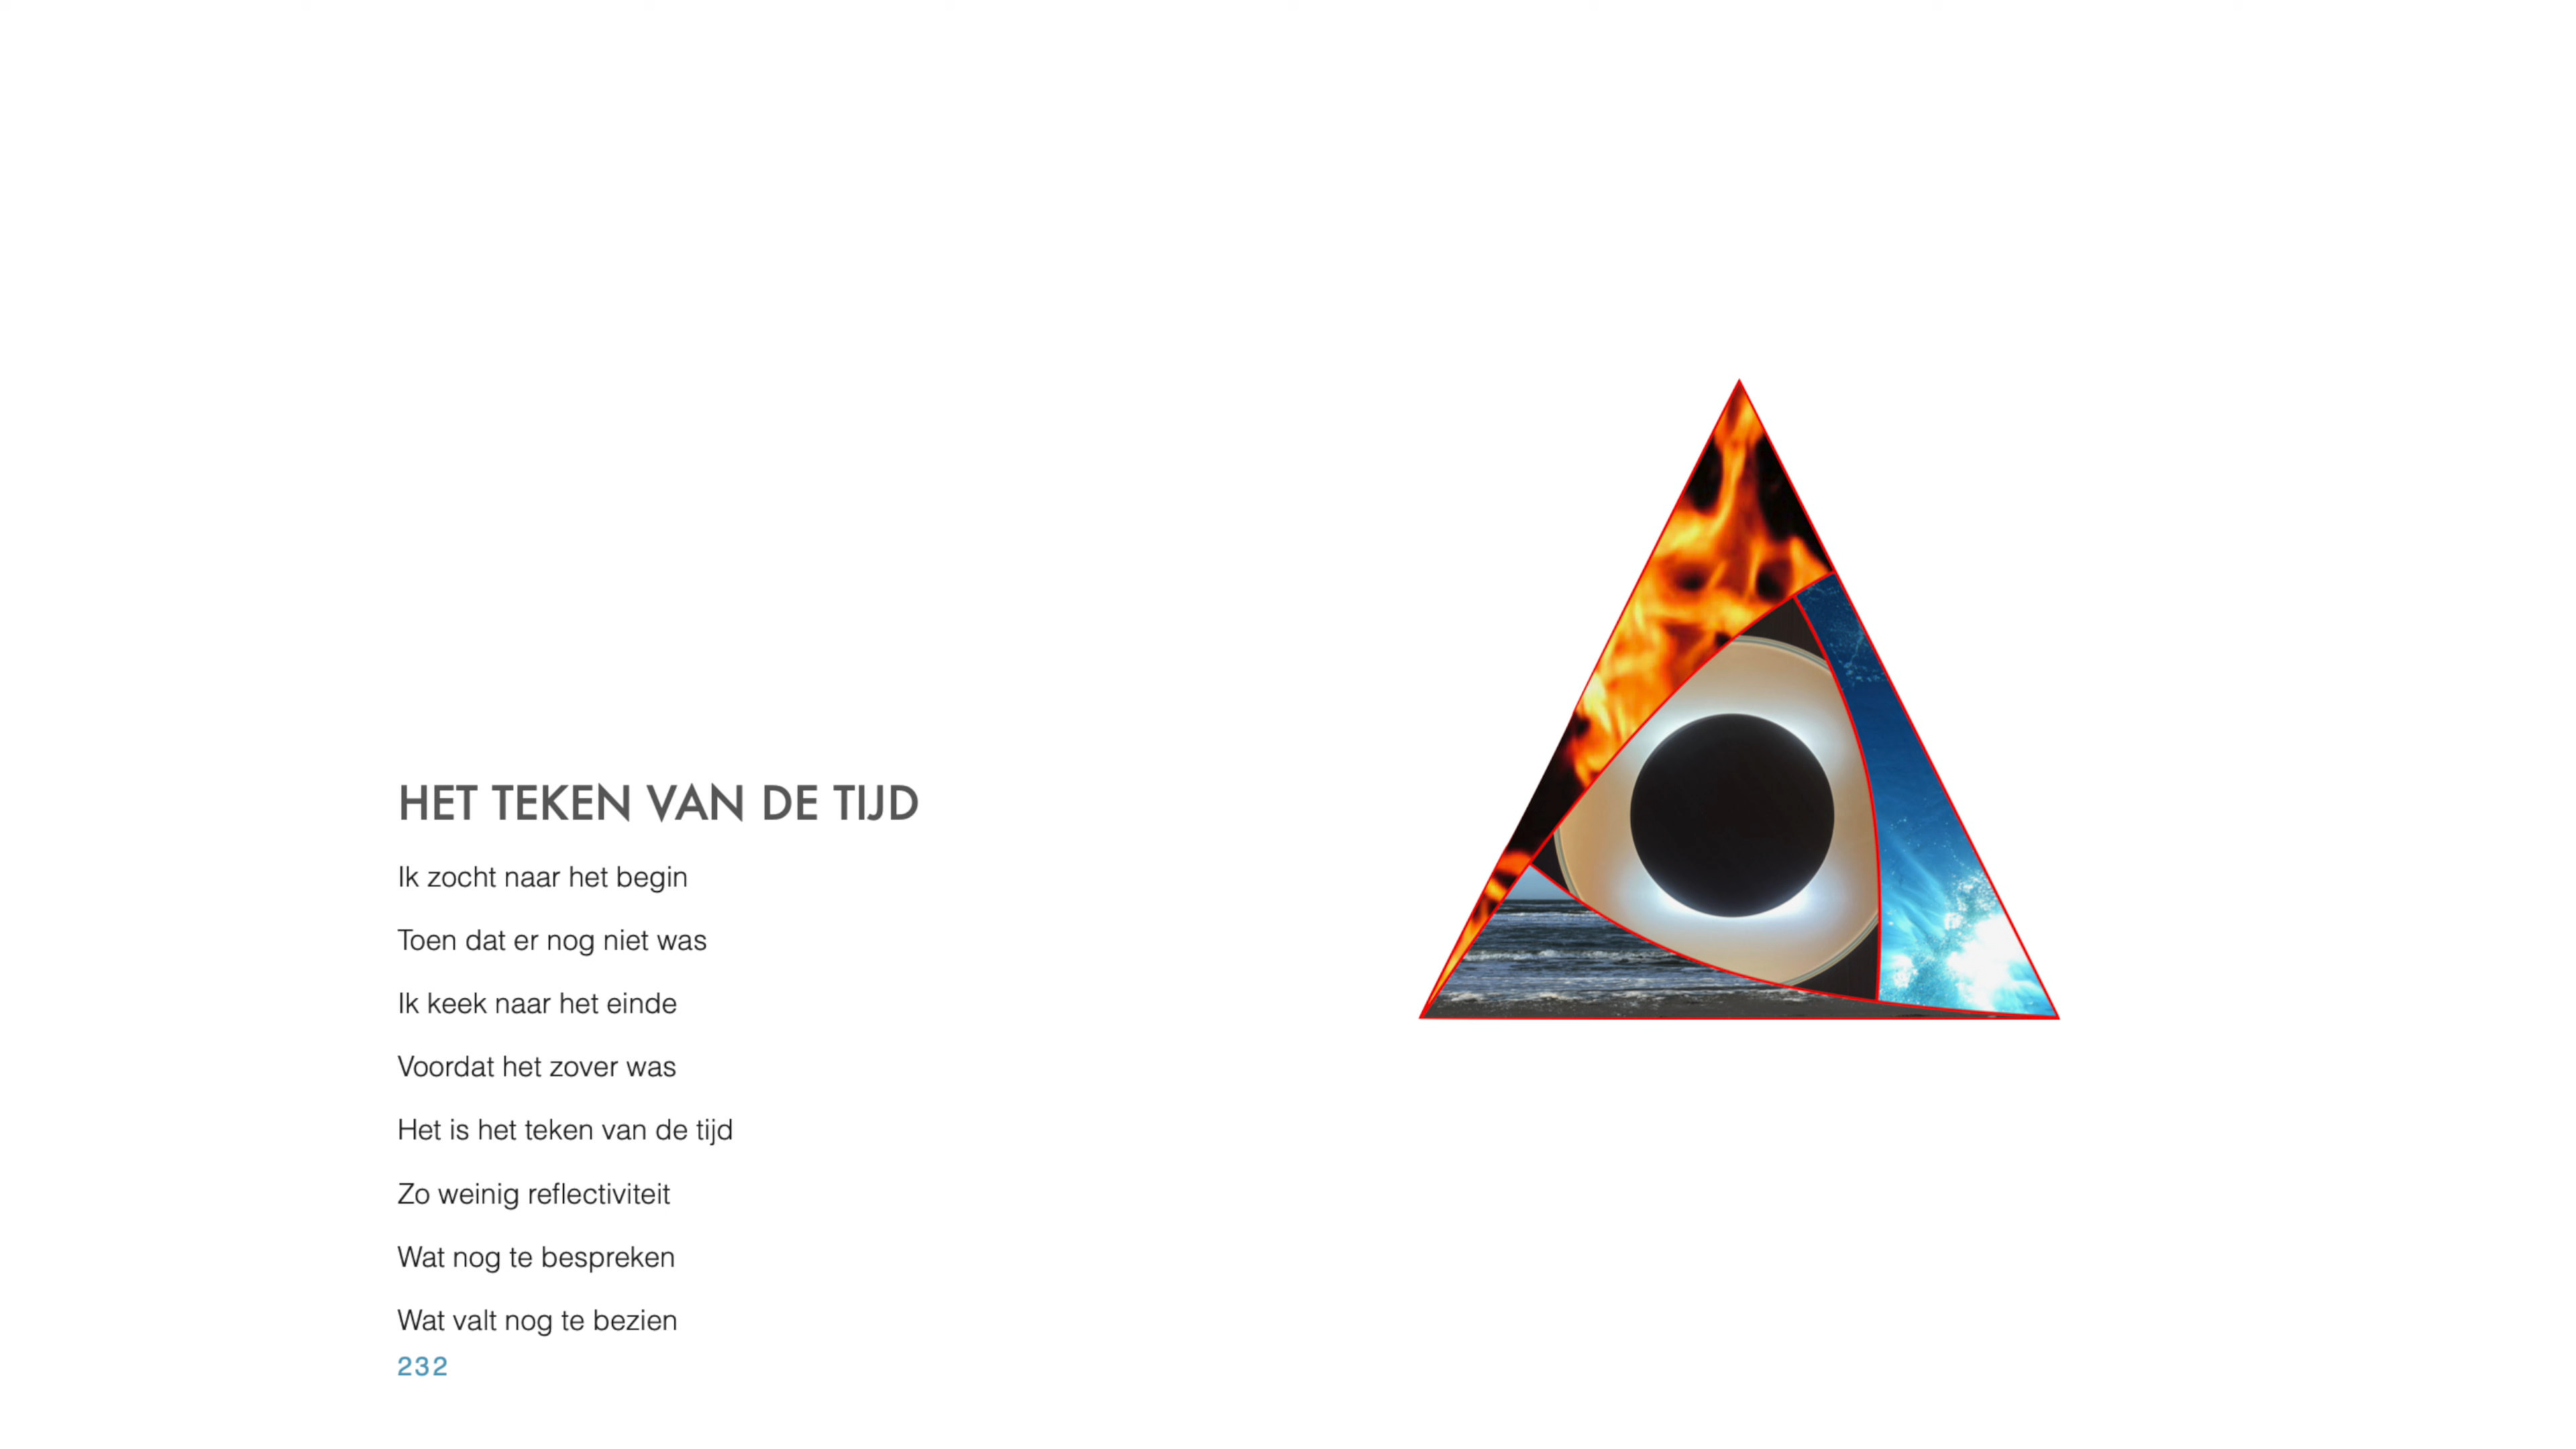 HET TEKEN VAN DE TIJD
Ik zocht naar het begin
Toen dat er nog niet was
Ik keek naar het einde
Voordat het zover was
Het is het teken van de tijd
Zo weinig reflectiviteit
Wat nog te bespreken
Wat valt nog te bezien
232